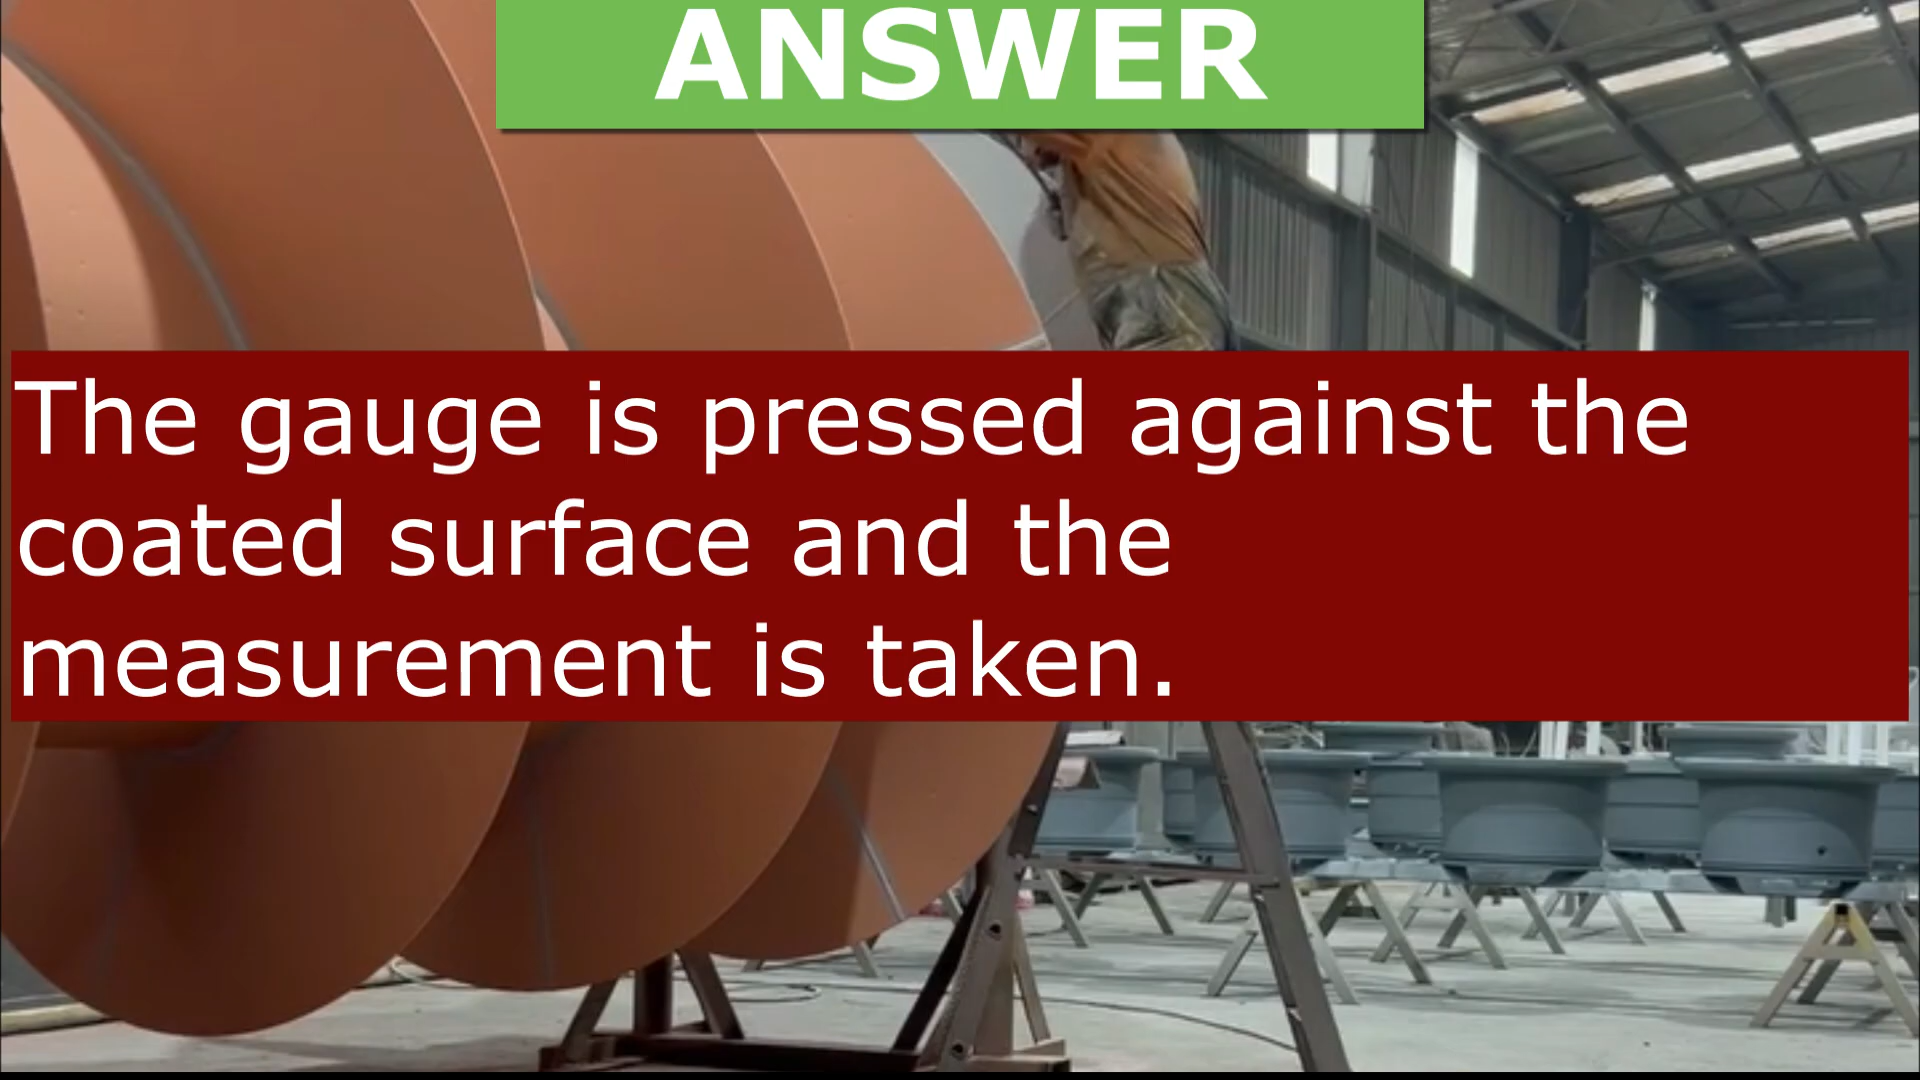 ANSWER
The gauge is pressed against the
coated surface and the
measurement is taken.